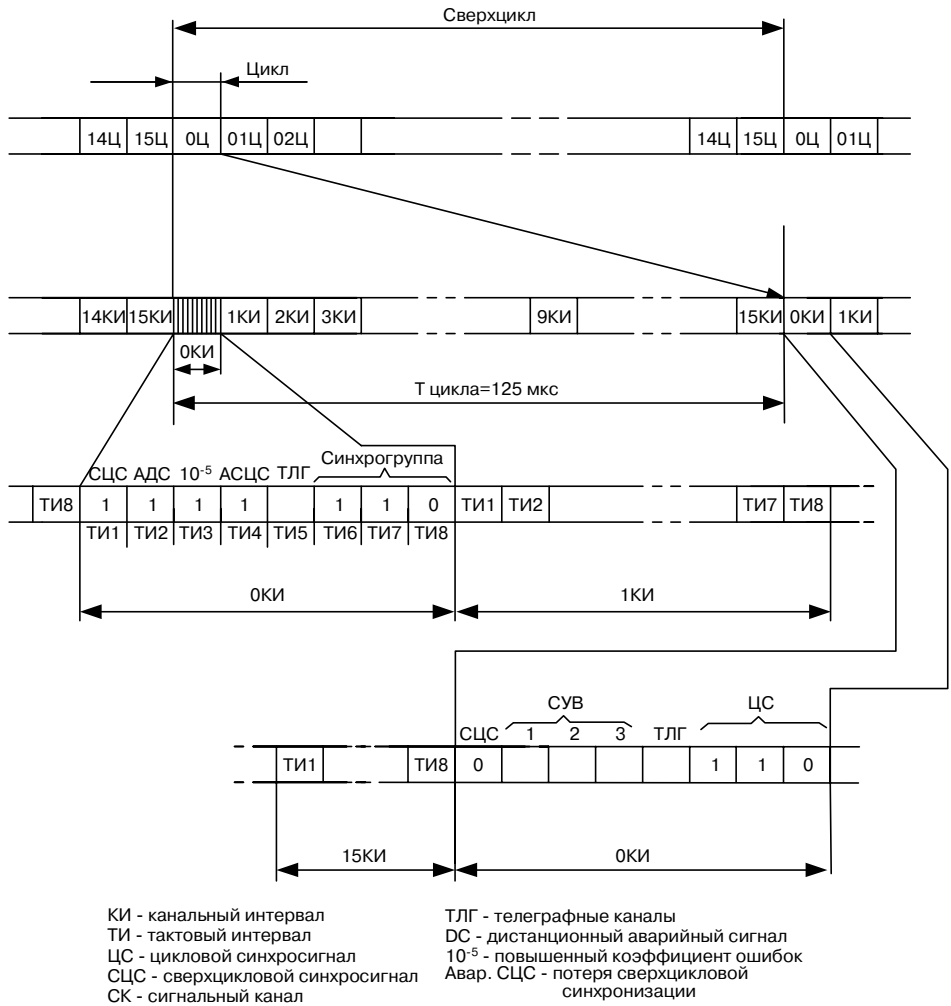 Сверхцикл
Цикл
14Ц 15Ц 0Ц 01Ц 02Ц 14Ц 15Ц 0Ц 01Ц
14КИ 15КИ 1КИ 2КИ 3КИ 9КИ 15КИ 0КИ 1КИ
0КИ
Т цикла=125 мкс
Синхрогруппа
СЦС АДС 10-5 АСЦС ТЛГ
ТИ8 1 1 1 1 1 1 0 ТИ1 ТИ2 ТИ7 ТИ8
ТИ1 ТИ2 ТИ3 ТИ4 ТИ5 ТИ6 ТИ7 ТИ8
0КИ 1КИ
СУВ ЦС
СЦС 1 2 3 ТЛГ
ТИ1 ТИ8 0 1 1 0
15КИ 0КИ
КИ - канальный интервал
ТИ - тактовый интервал
ЦС - цикловой синхросигнал
СЦС - сверхцикловой синхросигнал
СК - сигнальный канал
ТЛГ - телеграфные каналы
DC - дистанционный аварийный сигнал
10-5 - повышенный коэффициент ошибок
Авар. СЦС - потеря сверхцикловой
синхронизации